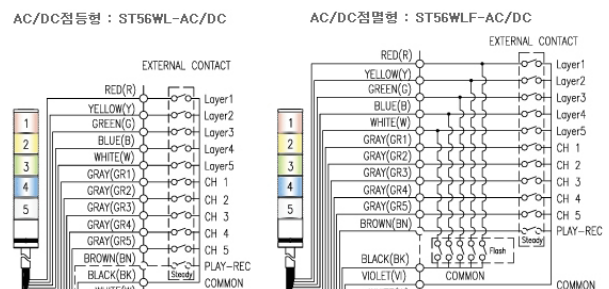 AC/DC점등형 : ST56WL-AC/DC
EXTERNAL CONTACT
RED(R)
Layer1
YELLOW(Y)
Layer2
GREEN(G)
Layer3
BLUE(B)
Layer4
WHITE(W)
Layer5
GRAY(GR1)
CH 1
GRAY(GR2)
CH 2
GRAY(GR3)
CH 3
GRAY(GR4)
CH 4
GRAY(GR5)
CH 5
BROWN(BN)
PLAY-REC
BLACK(BK)
Steady
COMMON
1
2
3
4
5
AC/DC점멸형 : ST56WLF-AC/DC
EXTERNAL CONTACT
RED(R)
Layer1
YELLOW(Y)
Layer2
GREEN(G)
Layer3
BLUE(B)
Layer4
WHITE(W)
Layer5
GRAY(GR1)
CH 1
GRAY(GR2)
CH 2
GRAY(GR3)
CH 3
GRAY(GR4)
CH 4
GRAY(GR5)
CH 5
BROWN(BN)
PLAY-REC
Steady
Flash
BLACK(BK)
VIOLET(VI)
COMMON
COMMON
1
2
3
4
5